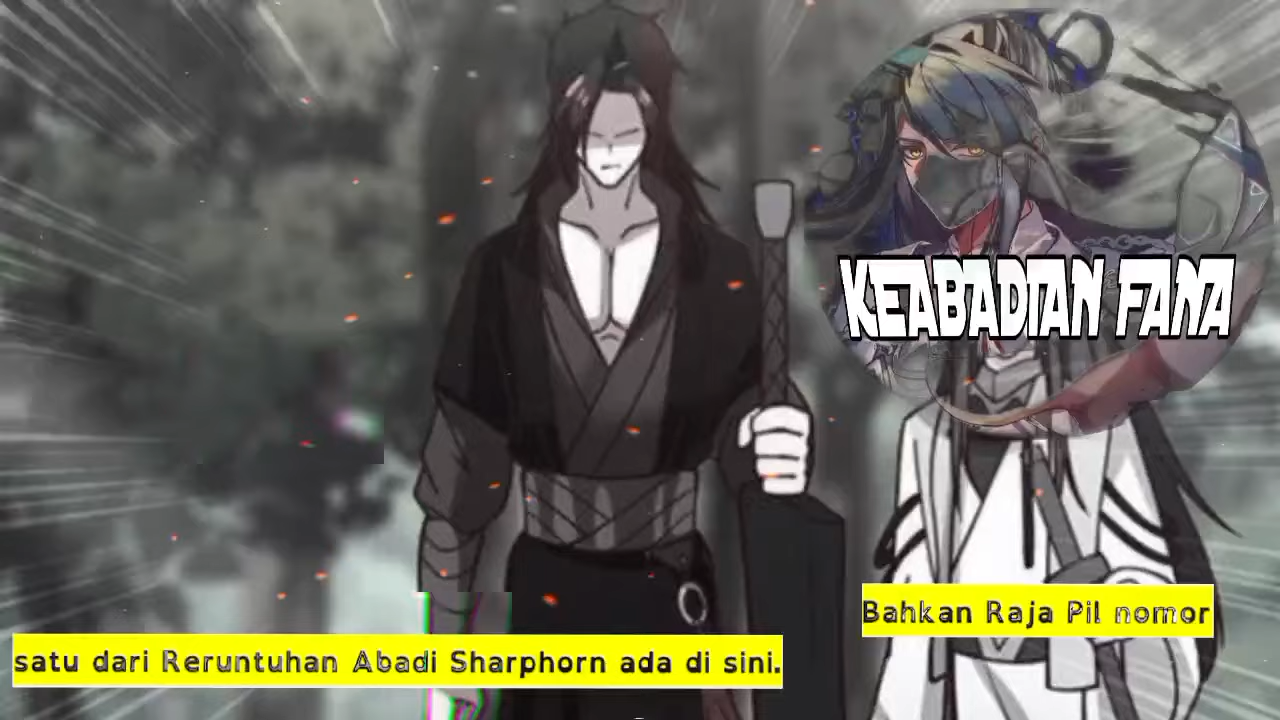 KEABADIAN FANA
Bahkan Raja Pil nomor
satu dari Reruntuhan Abadi Sharphorn ada di sini.